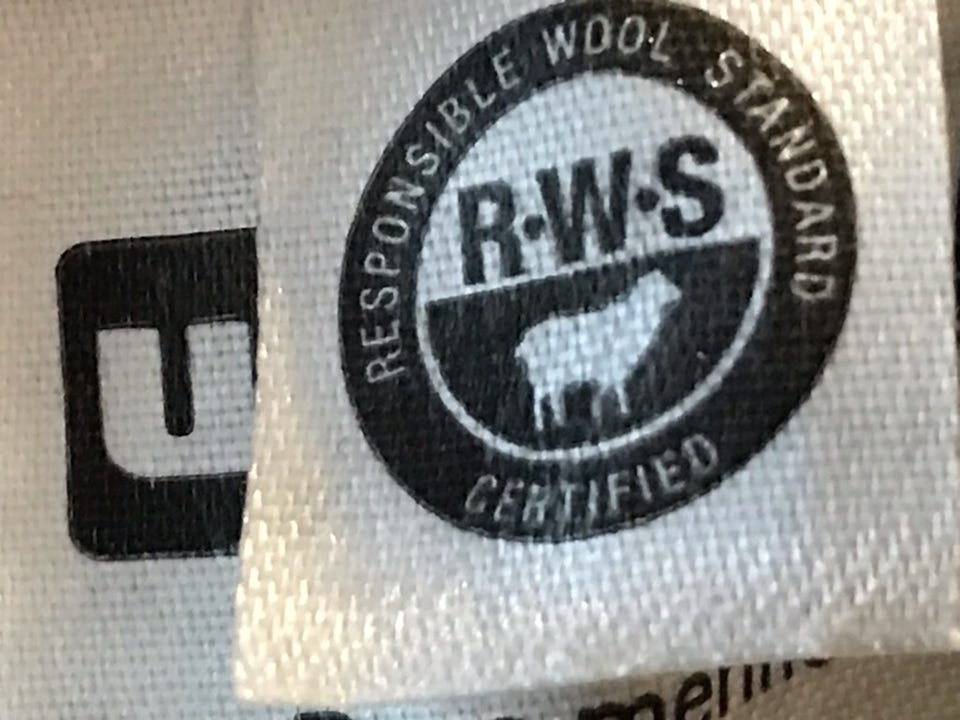 RESPONSIBLE WOOL STANDARD
R·W·S
CERTIFIED